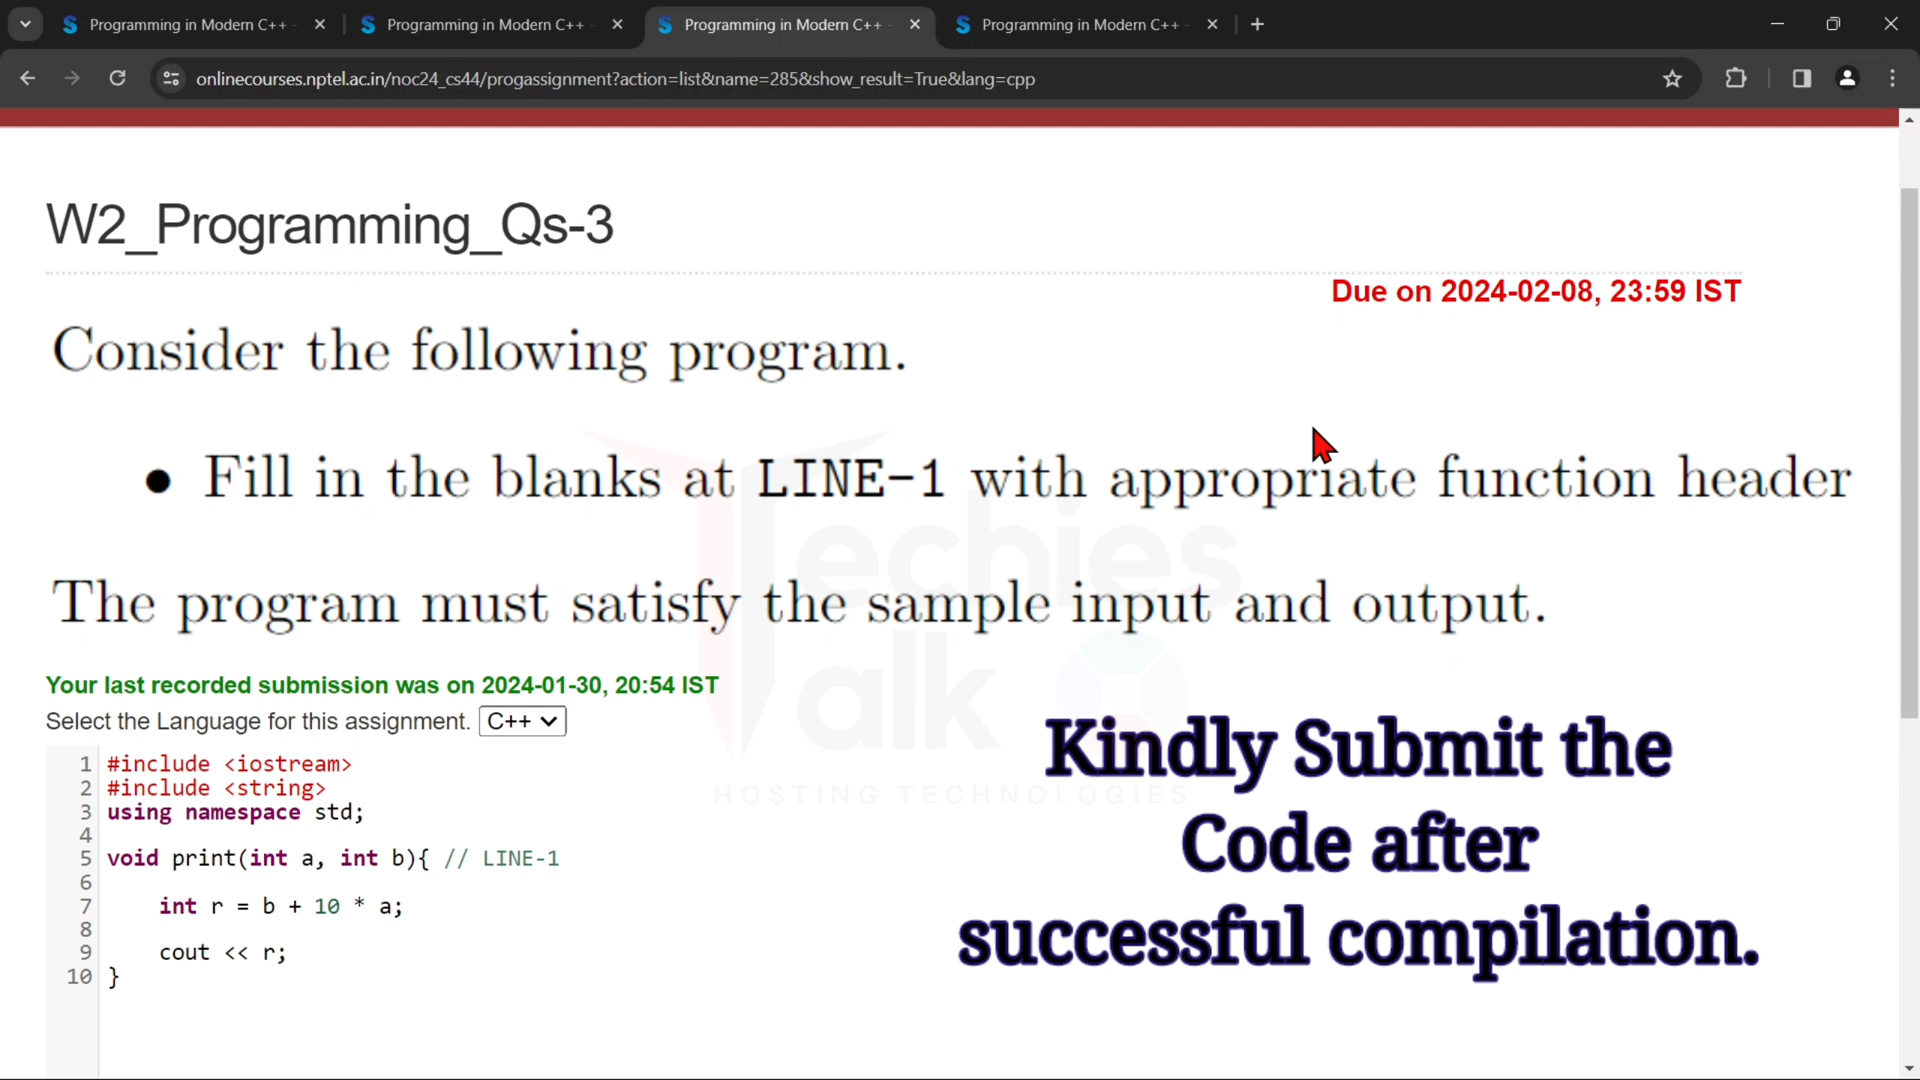 Programming in Modern C++ -
Programming in Modern C++ -
Programming in Modern C++ -
Programming in Modern C++ -
onlinecourses.nptel.ac.in/noc24_cs44/progassignment?action=list&name=285&show_result=True&lang=cpp
W2_Programming_Qs-3
Due on 2024-02-08, 23:59 IST
Consider the following program.
• Fill in the blanks at LINE-1 with appropriate function header
The program must satisfy the sample input and output.
Techies
Talk
HOSTING TECHNOLOGIES
Your last recorded submission was on 2024-01-30, 20:54 IST
Select the Language for this assignment. C++
1 #include <iostream>
2 #include <string>
3 using namespace std;
4
5 void print(int a, int b){ // LINE-1
6
7 int r = b + 10 * a;
8
9 cout << r;
10 }
Kindly Submit the
Code after
successful compilation.